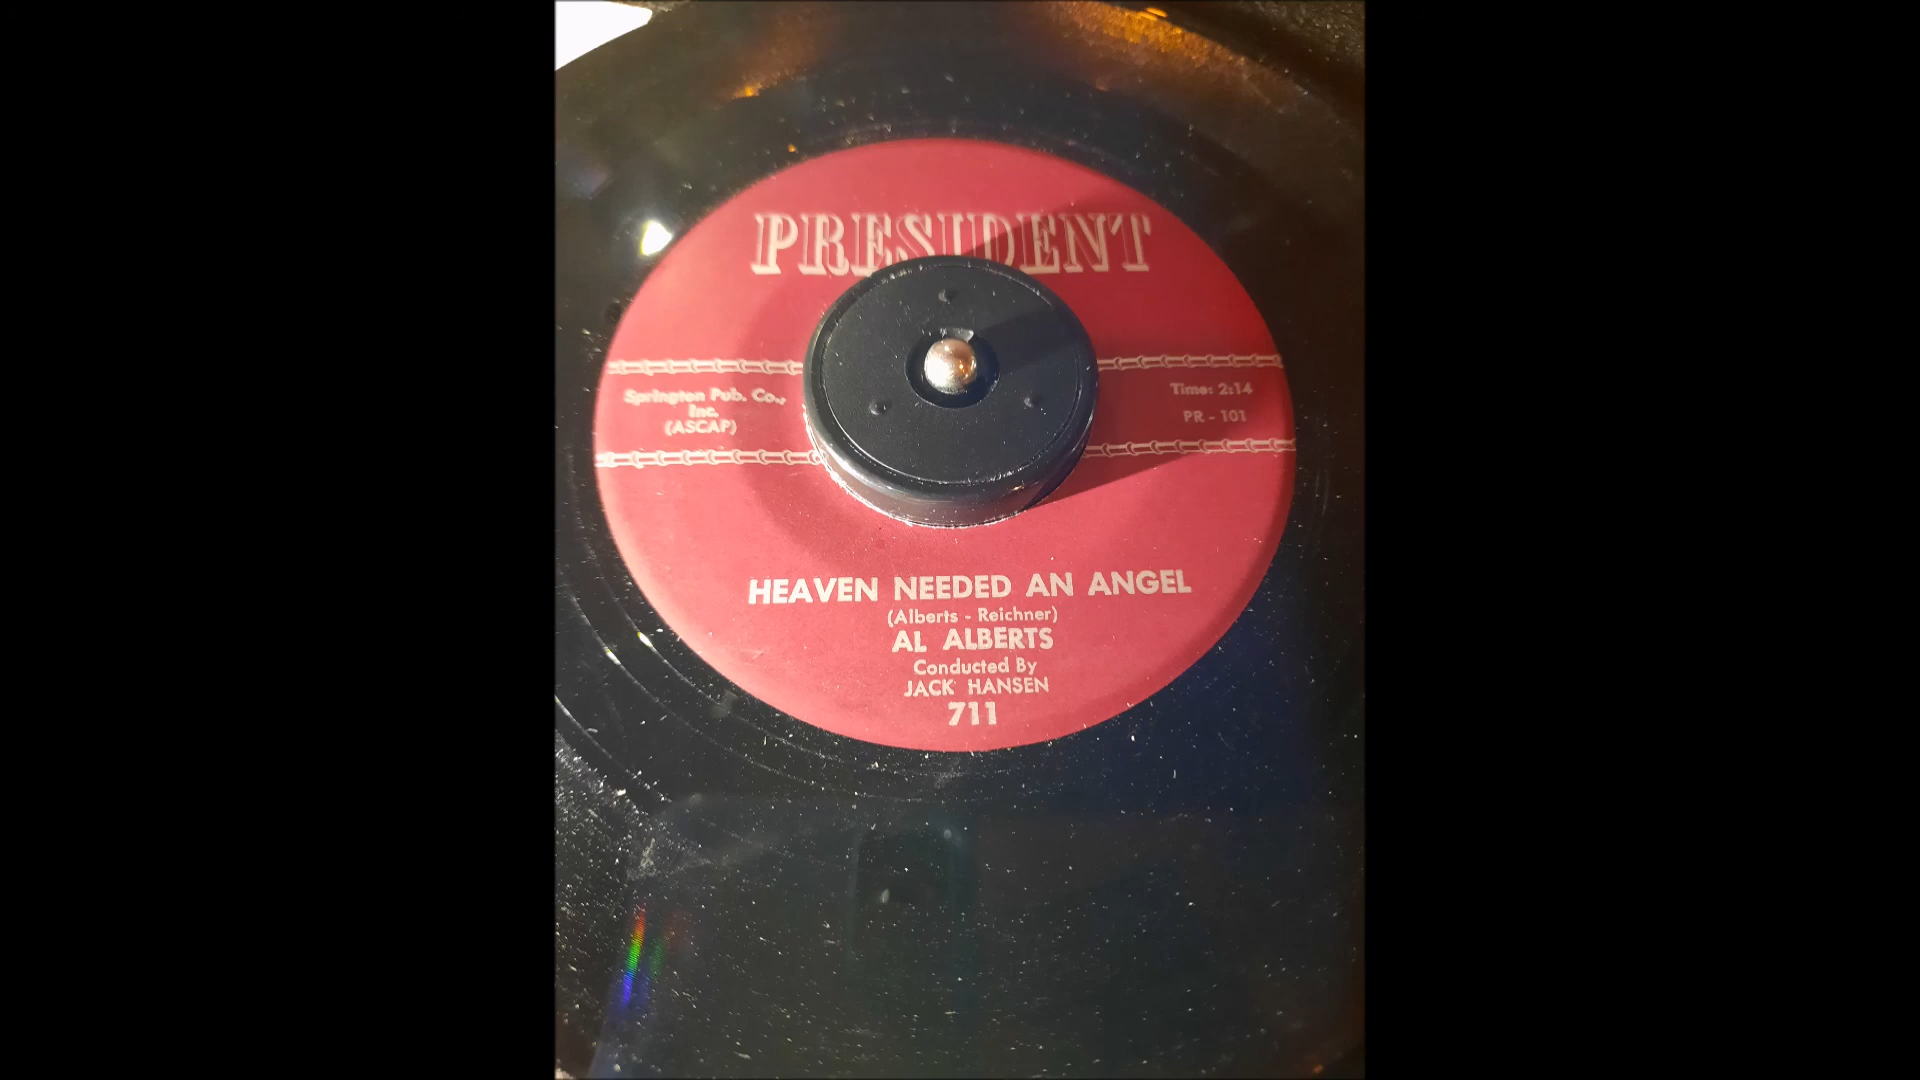 PRESIDENT
Springton Pub. Co.,
Inc.
(ASCAP)
Time: 2:14
PR - 101
HEAVEN NEEDED AN ANGEL
(Alberts - Reichner)
AL ALBERTS
Conducted By
JACK HANSEN
711